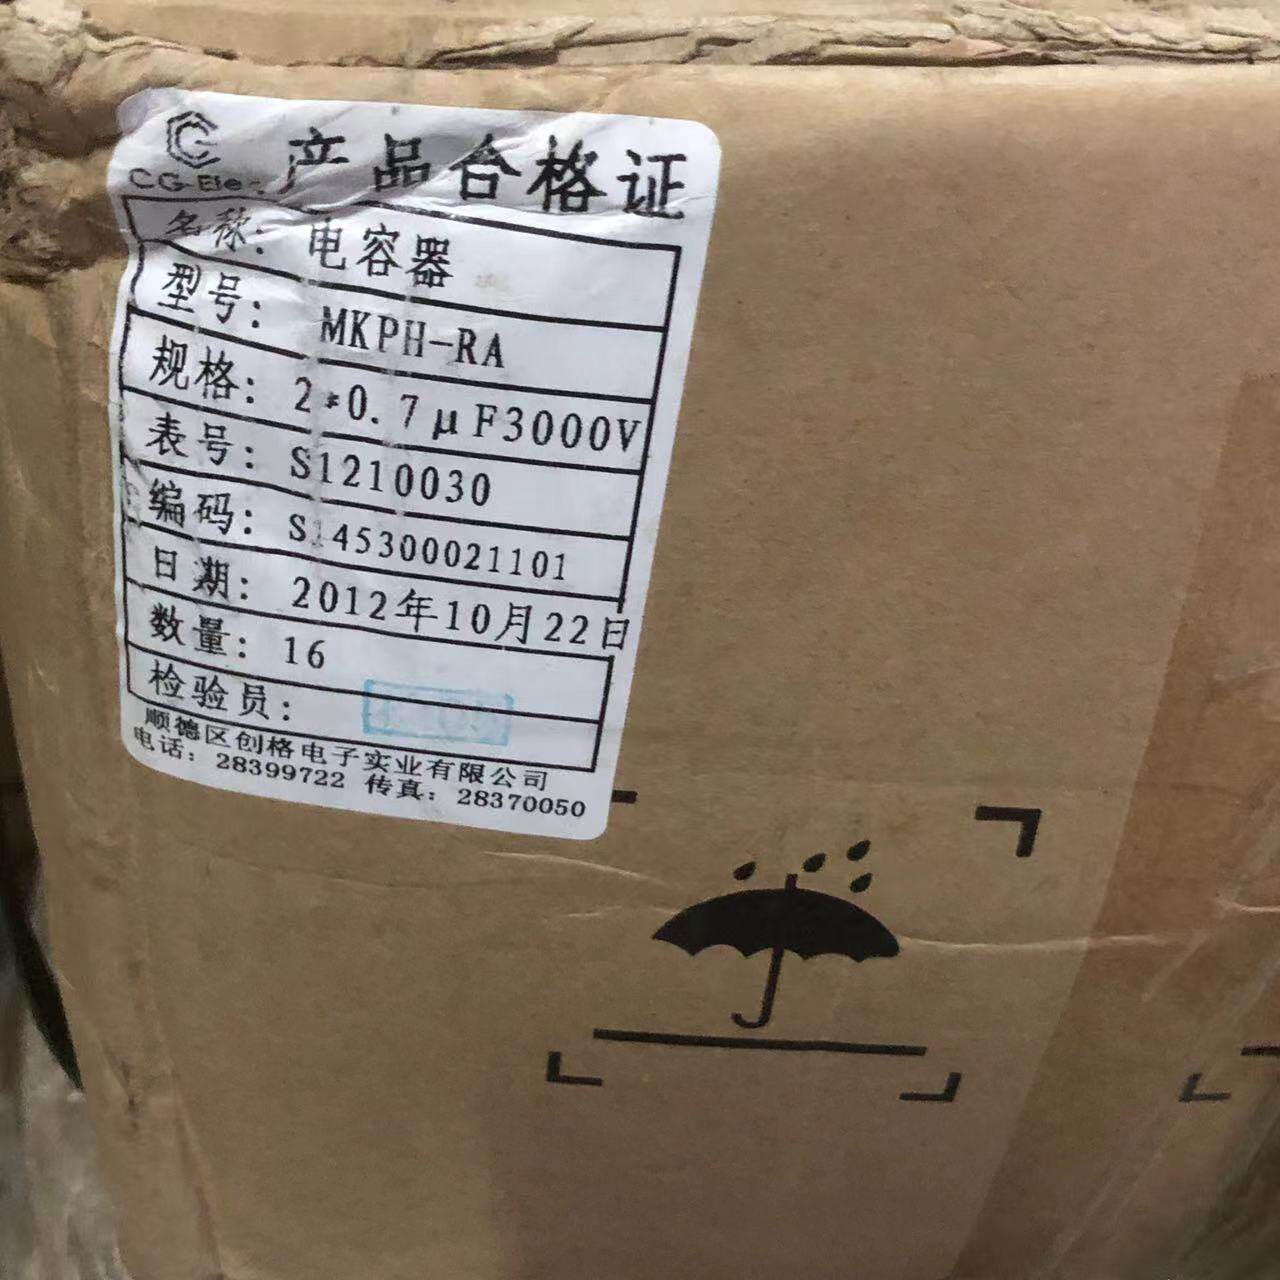 CG-Elec 产品合格证
名称: 电容器
型号: MKPH-RA
规格: 2*0.7μF3000V
表号: S1210030
编码: S145300021101
日期: 2012年10月22日
数量: 16
检验员:
顺德区创格电子实业有限公司
电话: 28399722 传真: 28370050